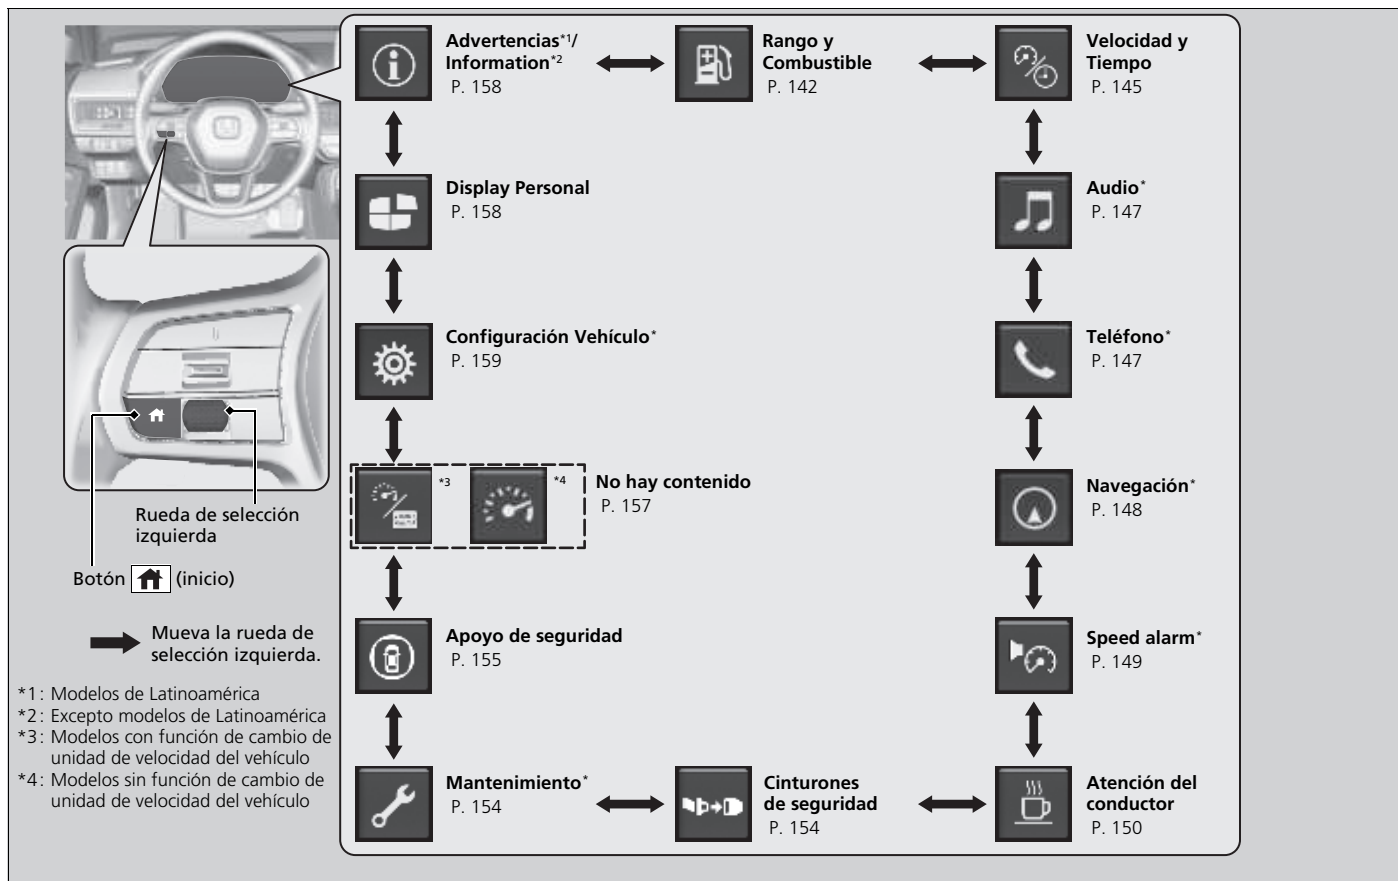 Advertencias*1/
Information*2
P. 158
Rango y
Combustible
P. 142
Velocidad y
Tiempo
P. 145
Display Personal
P. 158
Audio*
P. 147
Configuración Vehículo*
P. 159
Teléfono*
P. 147
*3
*4
No hay contenido
P. 157
Navegación*
P. 148
Apoyo de seguridad
P. 155
Speed alarm*
P. 149
Mantenimiento*
P. 154
Cinturones
de seguridad
P. 154
Atención del
conductor
P. 150
Rueda de selección
izquierda
Botón (inicio)
Mueva la rueda de
selección izquierda.
*1: Modelos de Latinoamérica
*2: Excepto modelos de Latinoamérica
*3: Modelos con función de cambio de
unidad de velocidad del vehículo
*4: Modelos sin función de cambio de
unidad de velocidad del vehículo